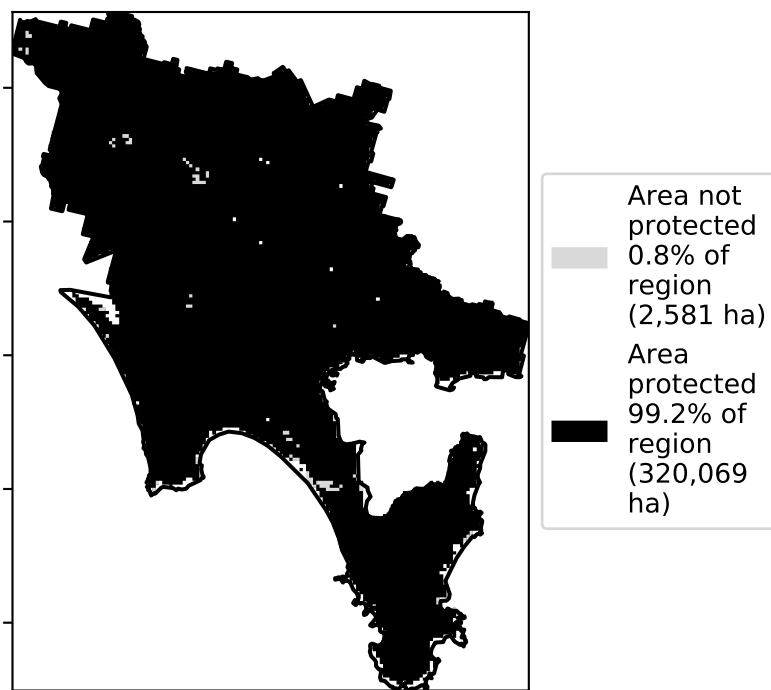 Area not
protected
0.8% of
region
(2,581 ha)
Area
protected
99.2% of
region
(320,069
ha)